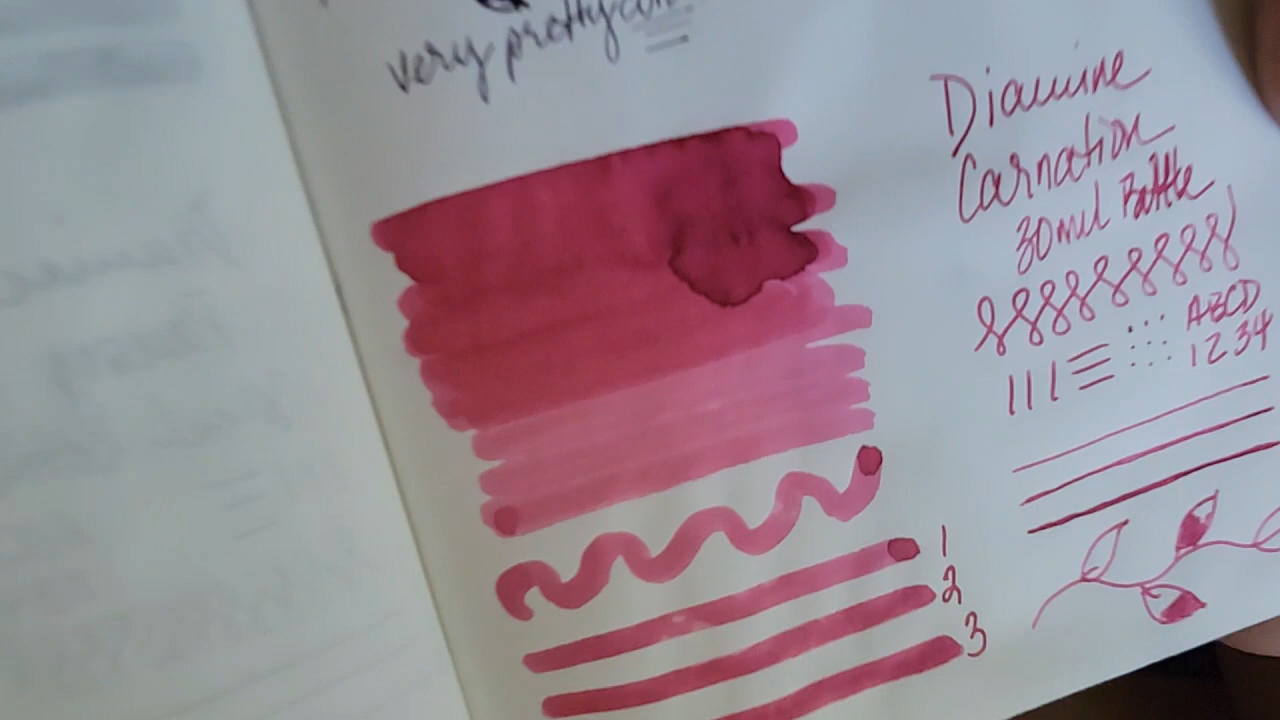 very pretty
Diamine
Carnation
30ml Bottle
ABCD
1234
1
2
3